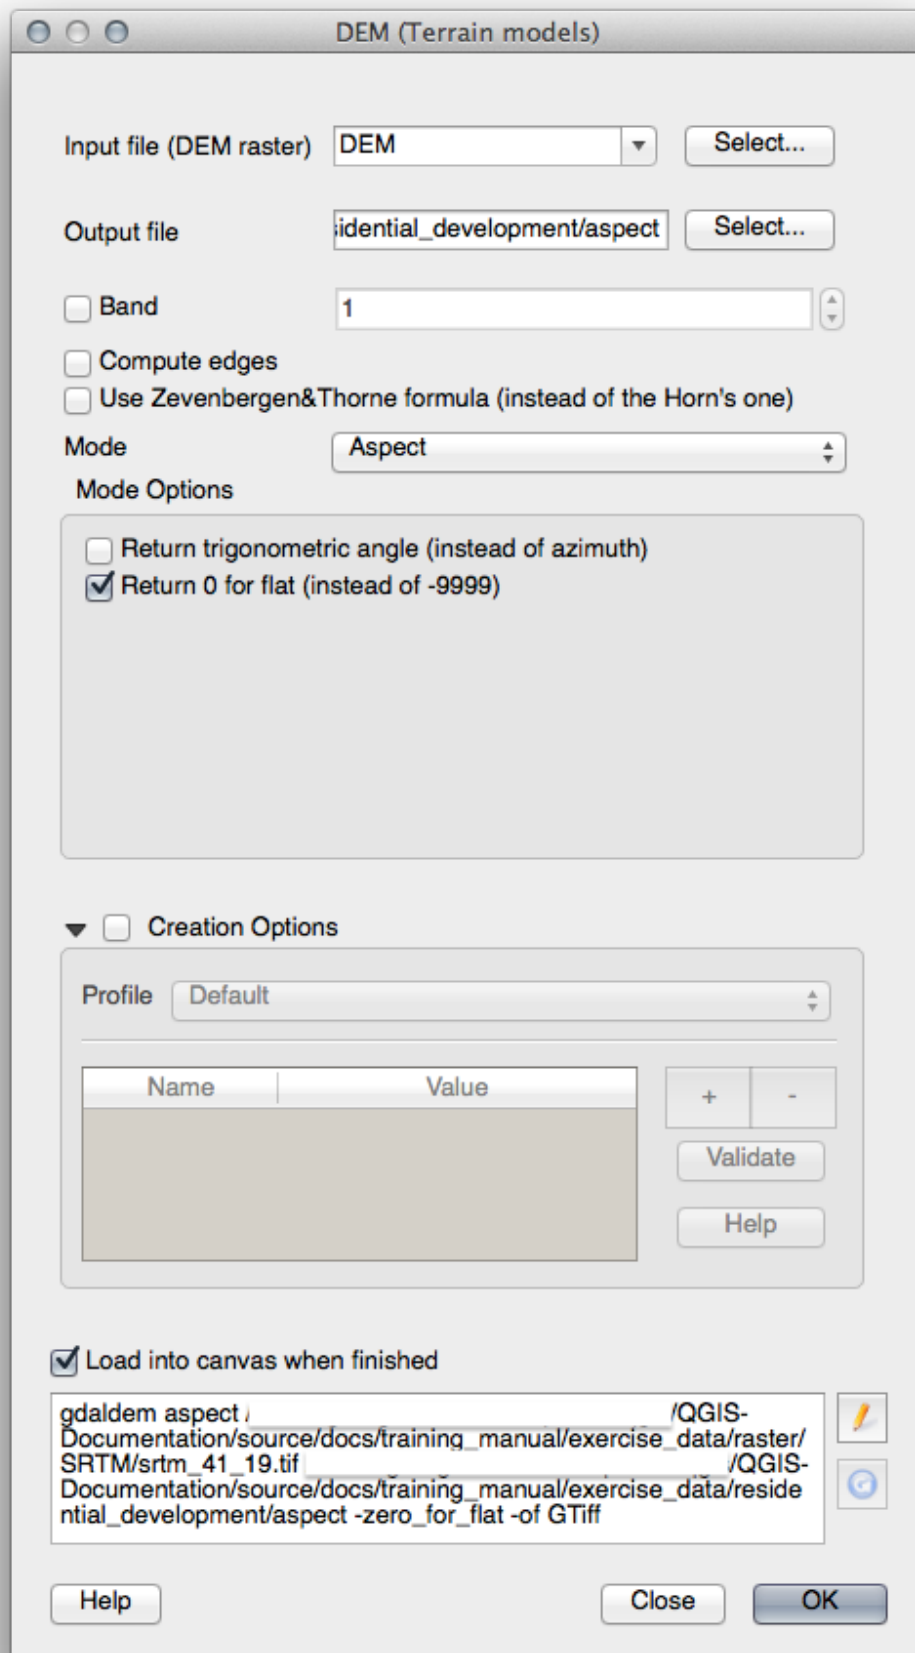 DEM (Terrain models)
Input file (DEM raster) DEM Select...
Output file idential_development/aspect Select...
Band 1
Compute edges
Use Zevenbergen&Thorne formula (instead of the Horn's one)
Mode Aspect
Mode Options
Return trigonometric angle (instead of azimuth)
Return 0 for flat (instead of -9999)
Creation Options
Profile Default
Name Value + -
Validate
Help
Load into canvas when finished
gdaldem aspect / /QGIS-
Documentation/source/docs/training_manual/exercise_data/raster/
SRTM/srtm_41_19.tif /QGIS-
Documentation/source/docs/training_manual/exercise_data/reside
ntial_development/aspect -zero_for_flat -of GTiff
Help Close OK